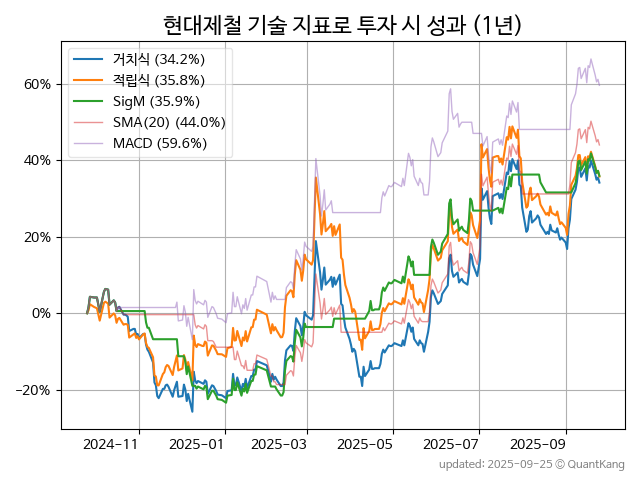 현대제철 기술 지표로 투자 시 성과 (1년)
거치식 (34.2%)
적립식 (35.8%)
SigM (35.9%)
SMA(20) (44.0%)
MACD (59.6%)
60%
40%
20%
0%
−20%
2024-11 2025-01 2025-03 2025-05 2025-07 2025-09
updated: 2025-09-25 © QuantKang